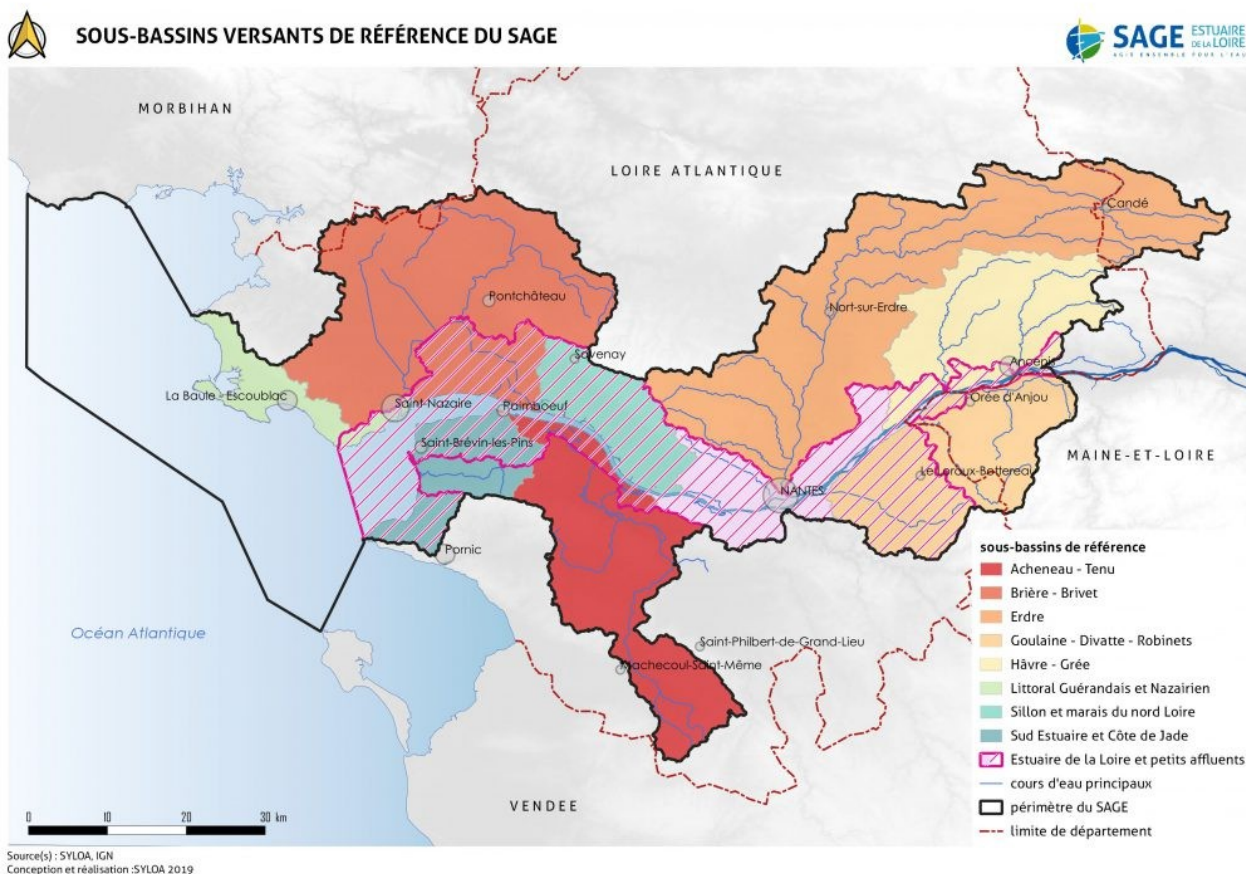 SOUS-BASSINS VERSANTS DE RÉFÉRENCE DU SAGE
SAGE ESTUAIRE DE LA LOIRE
AGIR ENSEMBLE POUR L'EAU
MORBIHAN
LOIRE ATLANTIQUE
Candé
Pontchâteau
Nort-sur-Erdre
Savenay
Ancenis
La Baule - Escoublac
Saint-Nazaire
Paimboeuf
Orée d'Anjou
Saint-Brévin-les-Pins
MAINE-ET-LOIRE
Le Loroux-Bottereau
NANTES
Pornic
Océan Atlantique
Saint-Philbert-de-Grand-Lieu
Machecoul-Saint-Même
VENDEE
sous-bassins de référence
Acheneau - Tenu
Brière - Brivet
Erdre
Goulaine - Divatte - Robinets
Hâvre - Grée
Littoral Guérandais et Nazairien
Sillon et marais du nord Loire
Sud Estuaire et Côte de Jade
Estuaire de la Loire et petits affluents
cours d'eau principaux
périmètre du SAGE
limite de département
0 10 20 30 km
Source(s) : SYLOA, IGN
Conception et réalisation :SYLOA 2019